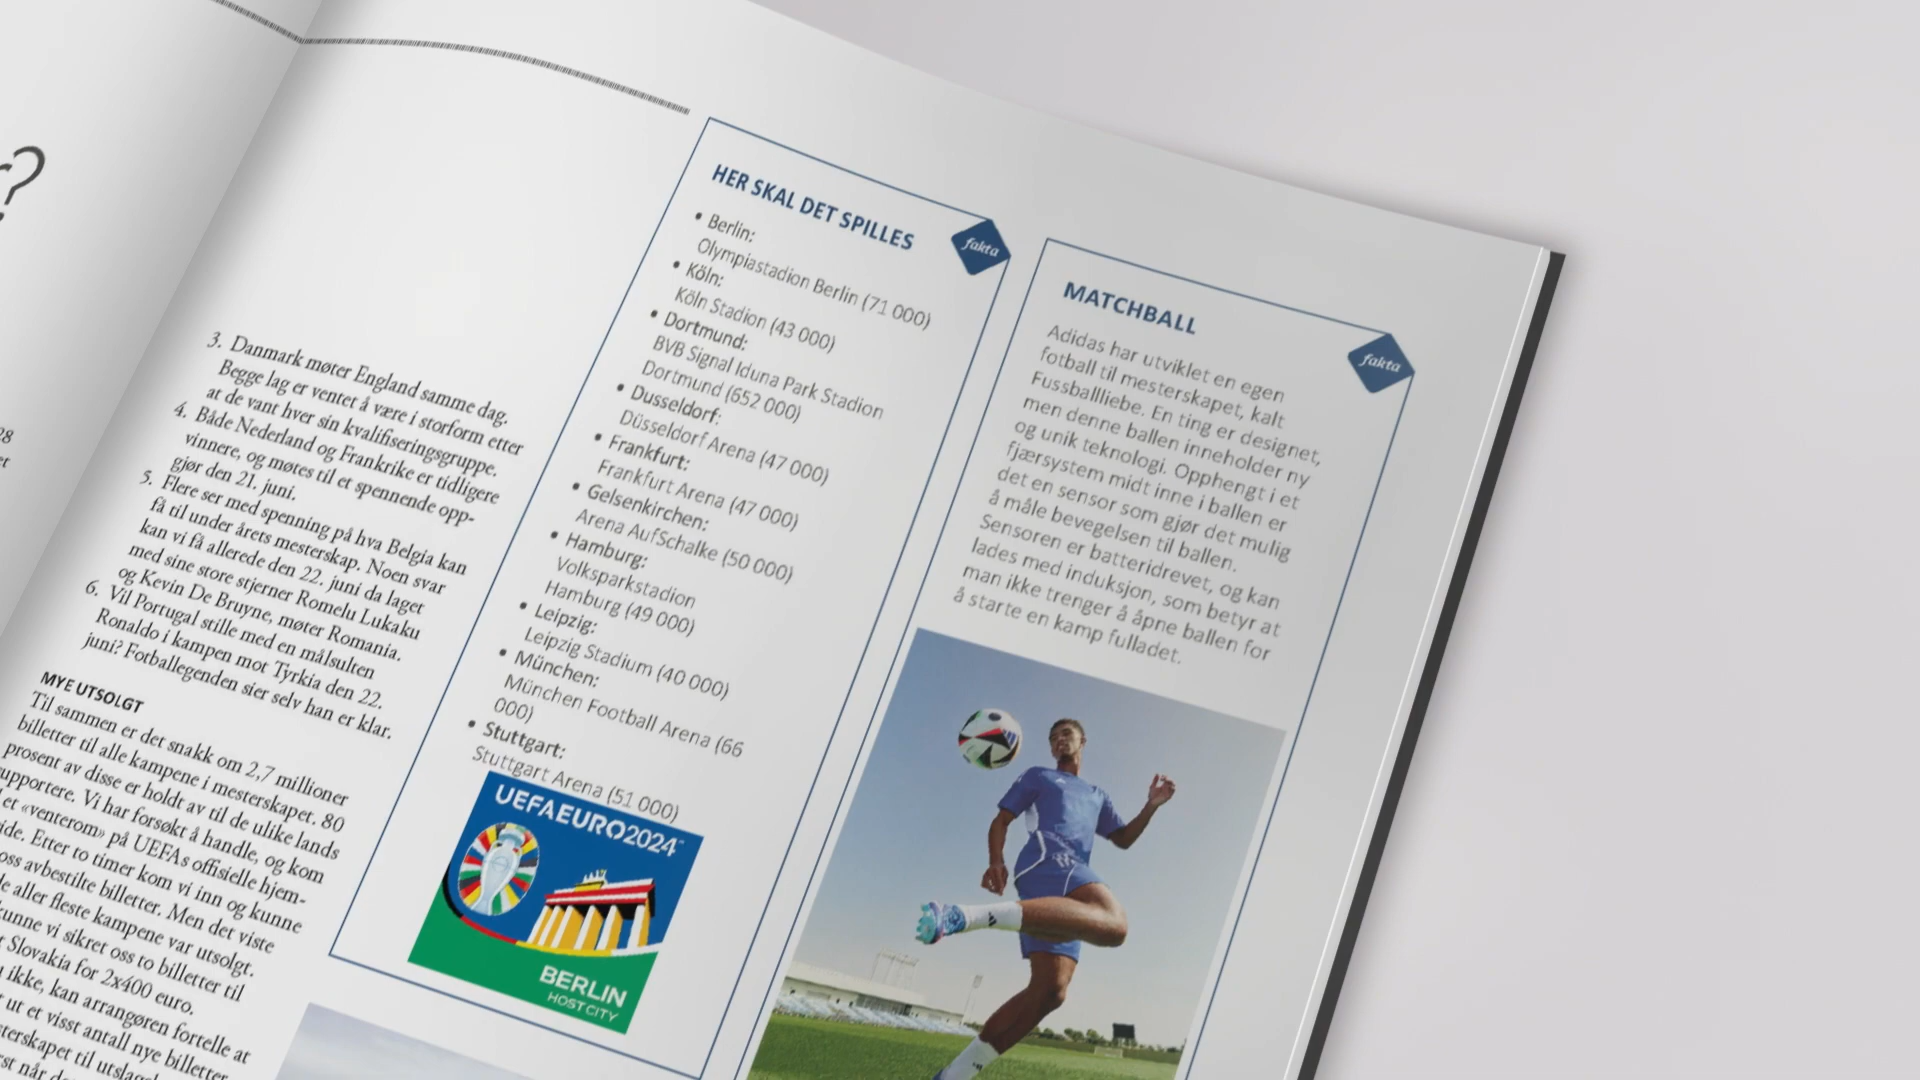 ?
28
et
3. Danmark møter England samme dag.
Begge lag er ventet å være i storform etter
at de vant hver sin kvalifiseringsgruppe.
4. Både Nederland og Frankrike er tidligere
vinnere, og møtes til et spennende opp-
gjør den 21. juni.
5. Flere ser med spenning på hva Belgia kan
få til under årets mesterskap. Noen svar
kan vi få allerede den 22. juni da laget
med sine store stjerner Romelu Lukaku
og Kevin De Bruyne, møter Romania.
6. Vil Portugal stille med en målsulten
Ronaldo i kampen mot Tyrkia den 22.
juni? Fotballegenden sier selv han er klar.
MYE UTSOLGT
Til sammen er det snakk om 2,7 millioner
billetter til alle kampene i mesterskapet. 80
prosent av disse er holdt av til de ulike lands
upportere. Vi har forsøkt å handle, og kom
et «venterom» på UEFAs offisielle hjem-
ide. Etter to timer kom vi inn og kunne
oss avbestilte billetter. Men det viste
le aller fleste kampene var utsolgt.
kunne vi sikret oss to billetter til
t Slovakia for 2x400 euro.
ikke, kan arrangøren fortelle at
ut et visst antall nye billetter
sterskapet til
HER SKAL DET SPILLES
fakta
• Berlin:
Olympiastadion Berlin (71 000)
• Köln:
Köln Stadion (43 000)
• Dortmund:
BVB Signal Iduna Park Stadion
Dortmund (652 000)
• Dusseldorf:
Düsseldorf Arena (47 000)
• Frankfurt:
Frankfurt Arena (47 000)
• Gelsenkirchen:
Arena AufSchalke (50 000)
• Hamburg:
Volksparkstadion
Hamburg (49 000)
• Leipzig:
Leipzig Stadium (40 000)
• München:
München Football Arena (66
000)
• Stuttgart:
Stuttgart Arena (51 000)
UEFAEURO2024
BERLIN
HOST CITY
MATCHBALL
fakta
Adidas har utviklet en egen
fotball til mesterskapet, kalt
Fussballliebe. En ting er designet,
men denne ballen inneholder ny
og unik teknologi. Opphengt i et
fjærsystem midt inne i ballen er
det en sensor som gjør det mulig
å måle bevegelsen til ballen.
Sensoren er batteridrevet, og kan
lades med induksjon, som betyr at
man ikke trenger å åpne ballen for
å starte en kamp fulladet.